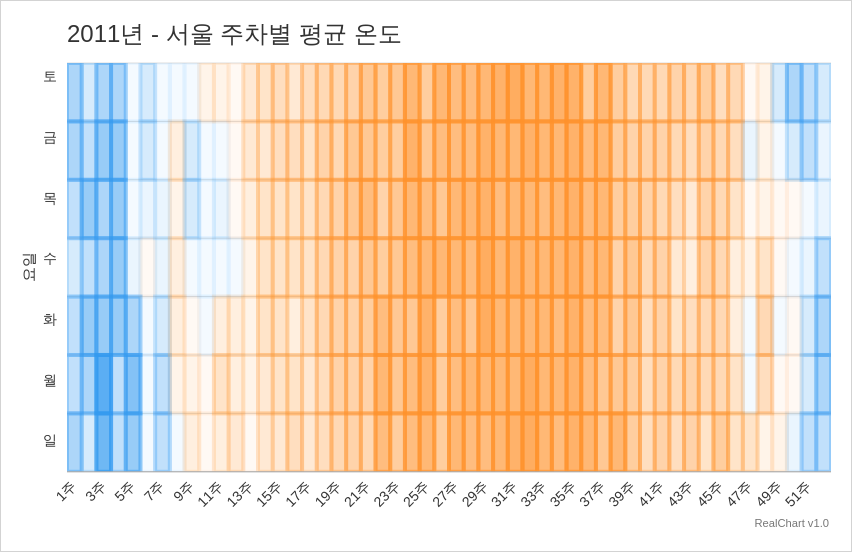 2011년 - 서울 주차별 평균 온도
요일
토
금
목
수
화
월
일
1주 3주 5주 7주 9주 11주 13주 15주 17주 19주 21주 23주 25주 27주 29주 31주 33주 35주 37주 39주 41주 43주 45주 47주 49주 51주
RealChart v1.0